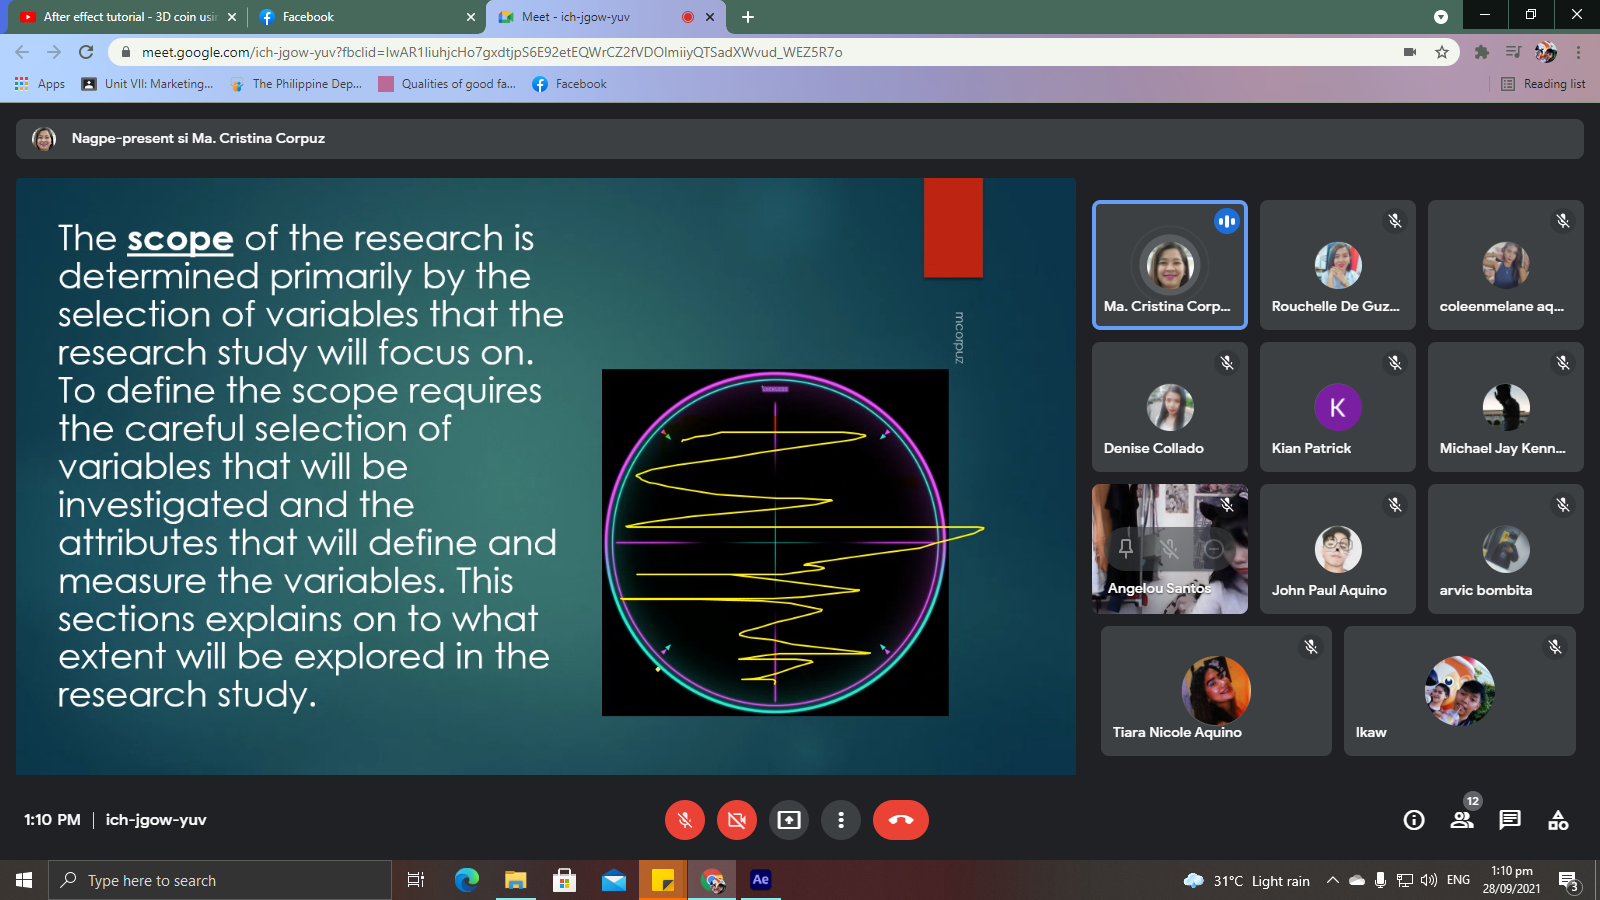 After effect tutorial - 3D coin usin
Facebook
Meet - ich-jgow-yuv
meet.google.com/ich-jgow-yuv?fbclid=IwAR1IiuhjcHo7gxdtjpS6E92etEQWrCZ2fVDOlmiiyQTSadXWvud_WEZ5R7o
Apps
Unit VII: Marketing...
The Philippine Dep...
Qualities of good fa...
Facebook
Reading list
Nagpe-present si Ma. Cristina Corpuz
The scope of the research is
determined primarily by the
selection of variables that the
research study will focus on.
To define the scope requires
the careful selection of
variables that will be
investigated and the
attributes that will define and
measure the variables. This
sections explains on to what
extent will be explored in the
research study.
mcorpuz
Ma. Cristina Corp...
Rouchelle De Guz...
coleenmelane aq...
Denise Collado
K
Kian Patrick
Michael Jay Kenn...
Angelou Santos
John Paul Aquino
arvic bombita
Tiara Nicole Aquino
Ikaw
1:10 PM | ich-jgow-yuv
12
Type here to search
Ae
31°C Light rain
ENG
1:10 pm
28/09/2021
3